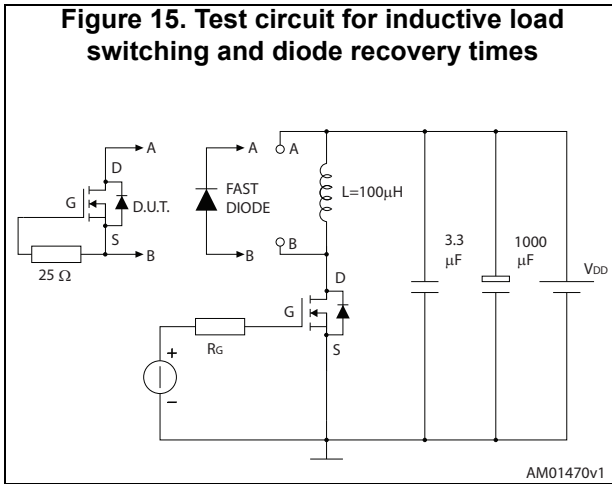 Figure 15. Test circuit for inductive load
switching and diode recovery times
A
D
G
D.U.T.
S
B
25 Ω
A
FAST
DIODE
B
A
L=100μH
B
D
G
S
RG
+
–
3.3
μF
1000
μF
VDD
AM01470v1